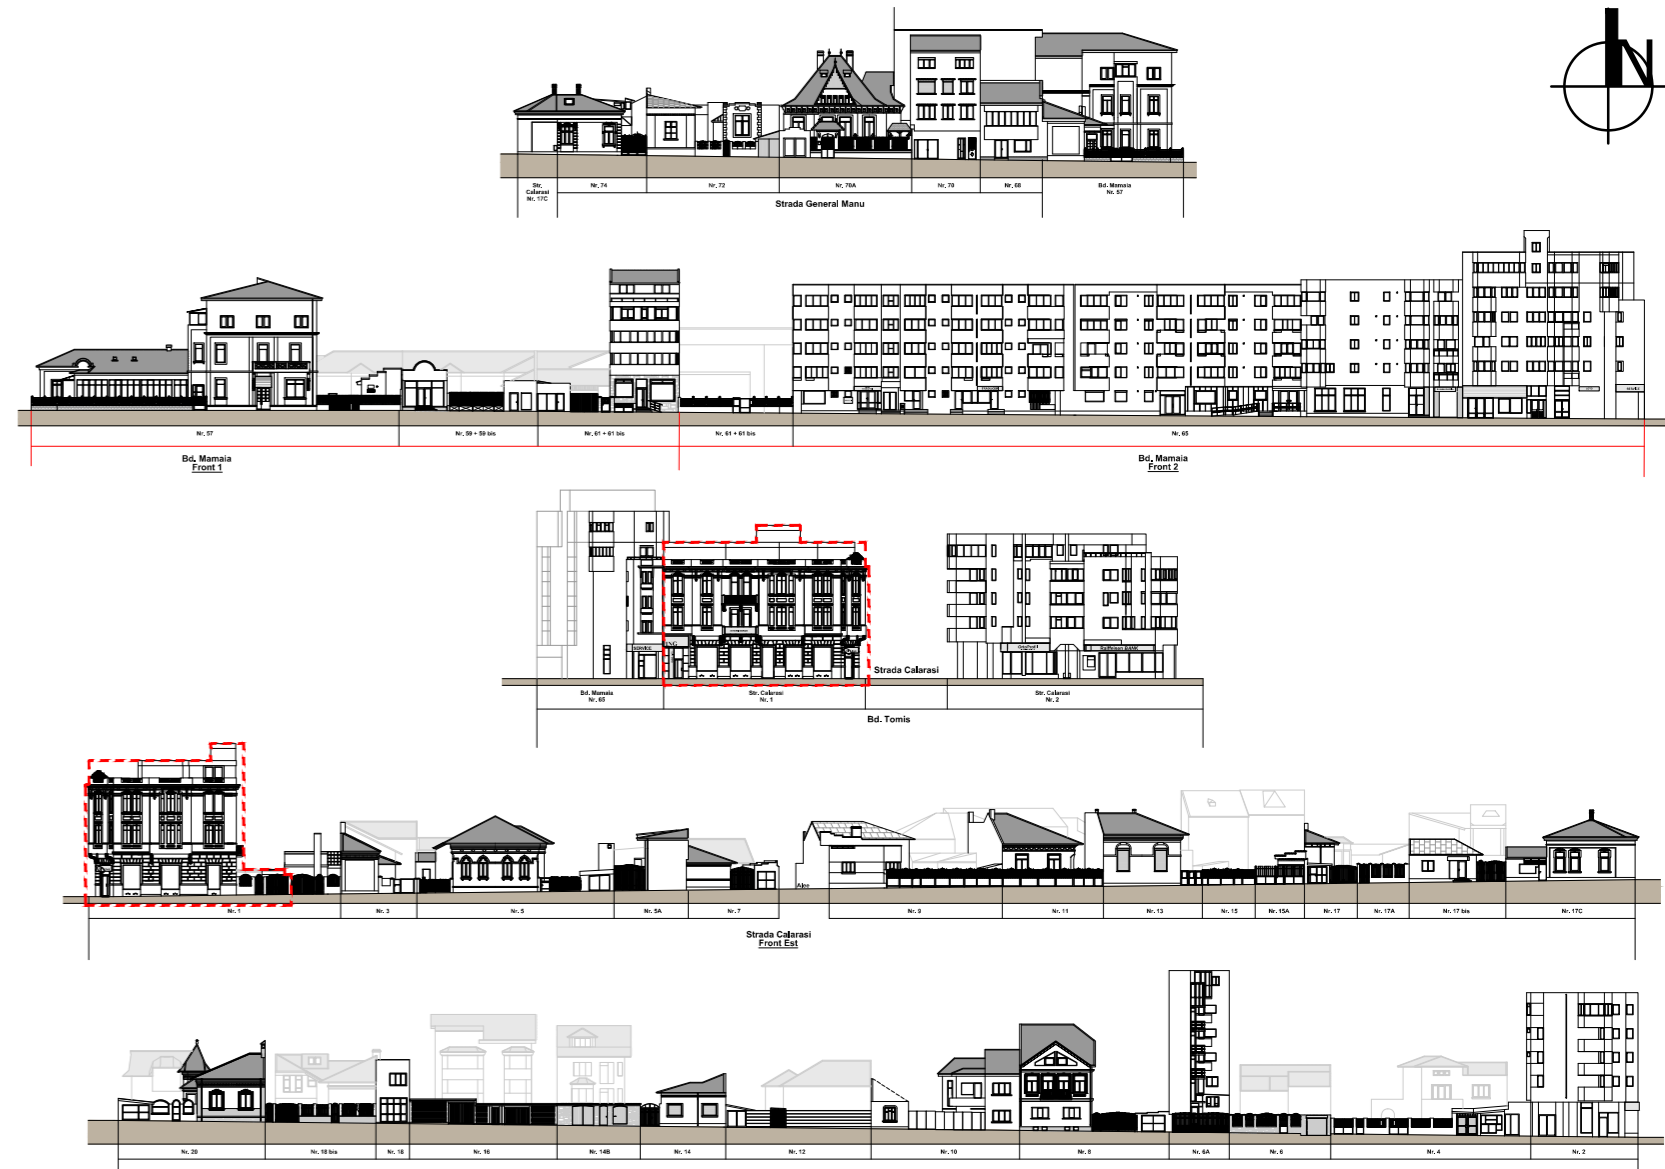 N
Str.
Calarasi
Nr. 17C
Nr. 74
Nr. 72
Nr. 70A
Nr. 70
Nr. 68
Bd. Mamaia
Nr. 57
Strada General Manu
Nr. 57
Nr. 59 + 59 bis
Nr. 61 + 61 bis
Nr. 61 + 61 bis
Nr. 65
Bd. Mamaia
Front 1
Bd. Mamaia
Front 2
SERVICE
ING
Raiffeisen BANK
Strada Calarasi
Bd. Mamaia
Nr. 65
Str. Calarasi
Nr. 1
Str. Calarasi
Nr. 2
Bd. Tomis
Alee
Nr. 1
Nr. 3
Nr. 5
Nr. 5A
Nr. 7
Nr. 9
Nr. 11
Nr. 13
Nr. 15
Nr. 15A
Nr. 17
Nr. 17A
Nr. 17 bis
Nr. 17C
Strada Calarasi
Front Est
Nr. 20
Nr. 18 bis
Nr. 18
Nr. 16
Nr. 14B
Nr. 14
Nr. 12
Nr. 10
Nr. 8
Nr. 6A
Nr. 6
Nr. 4
Nr. 2